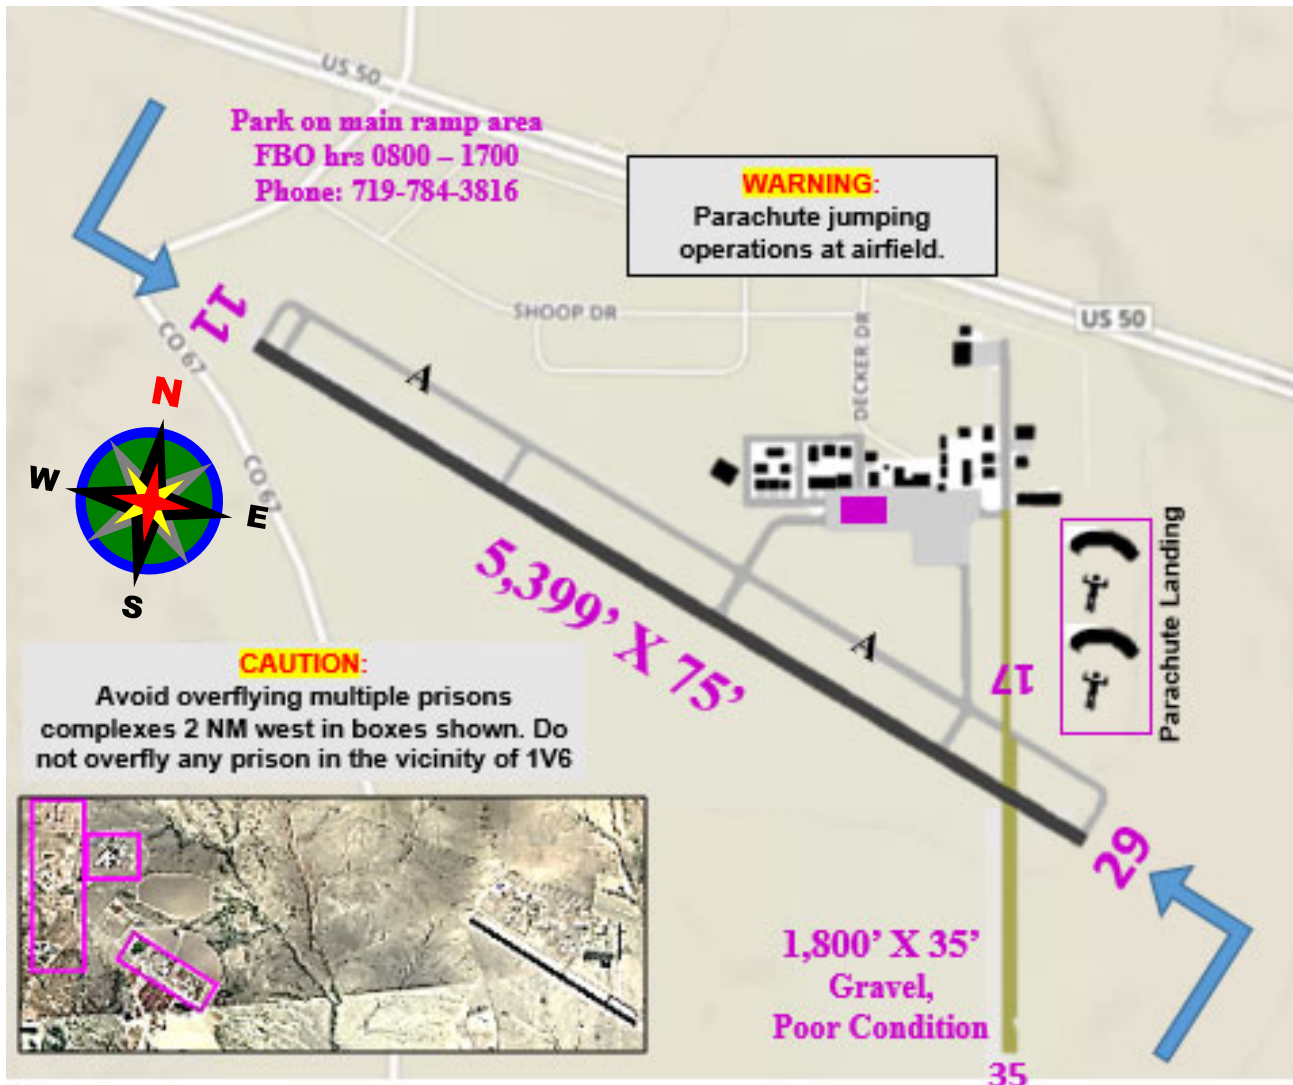 US 50
Park on main ramp area
FBO hrs 0800 – 1700
Phone: 719-784-3816
WARNING:
Parachute jumping
operations at airfield.
11
SHOOP DR
US 50
CO 67
DECKER DR
A
N
W
E
S
CO 67
5,399’ X 75’
A
17
Parachute Landing
CAUTION:
Avoid overflying multiple prisons
complexes 2 NM west in boxes shown. Do
not overfly any prison in the vicinity of 1V6
29
1,800’ X 35’
Gravel,
Poor Condition
35